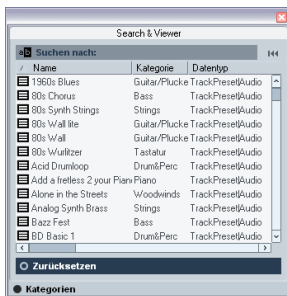 Search & Viewer
Suchen nach:
Name Kategorie Datentyp
1960s Blues Guitar/Plucke TrackPreset|Audio
80s Chorus Bass TrackPreset|Audio
80s Synth Strings Strings TrackPreset|Audio
80s Wall lite Guitar/Plucke TrackPreset|Audio
80s Wall Guitar/Plucke TrackPreset|Audio
80s Wurlitzer Tastatur TrackPreset|Audio
Acid Drumloop Drum&Perc TrackPreset|Audio
Add a fretless 2 your Piano Piano TrackPreset|Audio
Alone in the Streets Woodwinds TrackPreset|Audio
Analog Synth Brass Strings TrackPreset|Audio
Bazz Fest Bass TrackPreset|Audio
BD Basic 1 Drum&Perc TrackPreset|Audio
Zurücksetzen
Kategorien